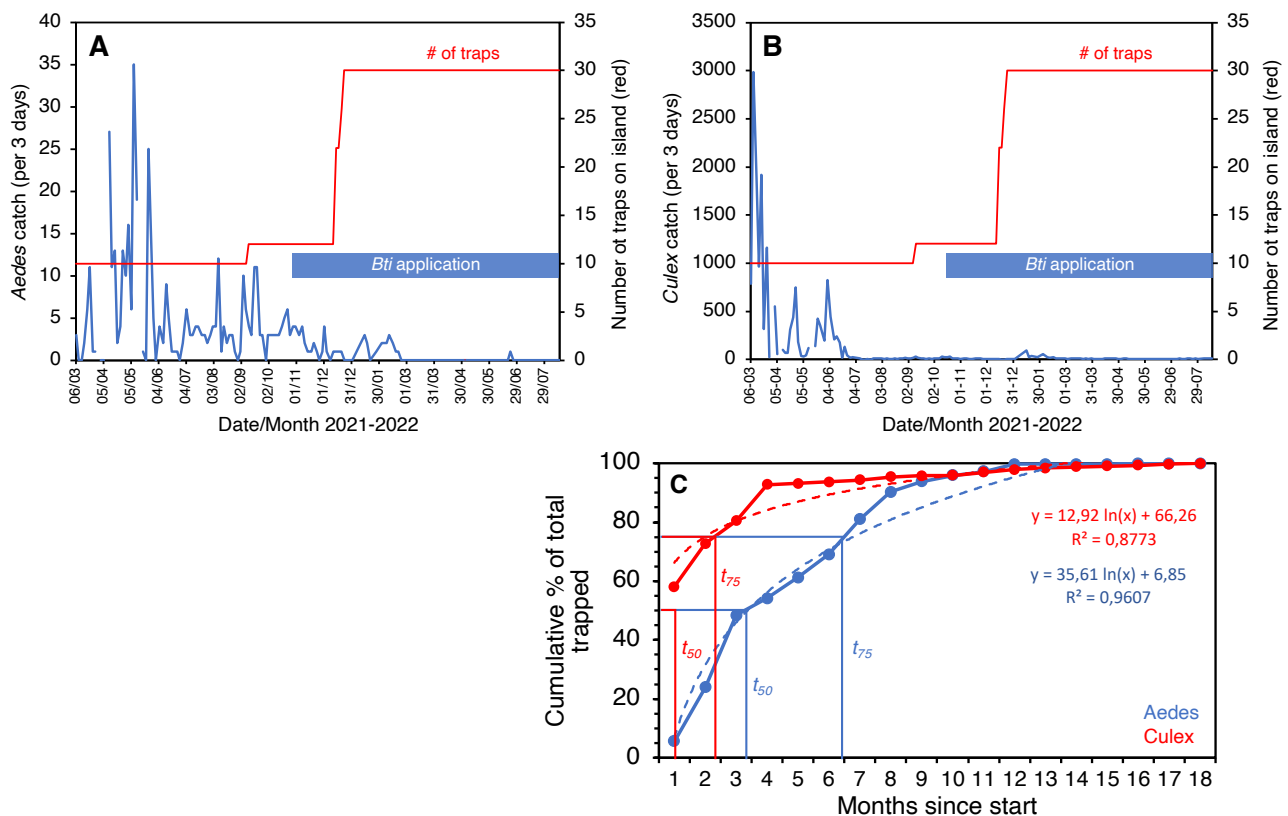 A
# of traps
Bti application
Aedes catch (per 3 days)
40
35
30
25
20
15
10
5
0
35
30
25
20
15
10
5
0
Number ot traps on island (red)
06/03
05/04
05/05
04/06
04/07
03/08
02/09
02/10
01/11
01/12
31/12
30/01
01/03
31/03
30/04
30/05
29/06
29/07
Date/Month 2021-2022
B
# of traps
Bti application
Culex catch (per 3 days)
3500
3000
2500
2000
1500
1000
500
0
35
30
25
20
15
10
5
0
Number ot traps on island (red)
06-03
05-04
05-05
04-06
04-07
03-08
02-09
02-10
01-11
01-12
31-12
30-01
01-03
31-03
30-04
30-05
29-06
29-07
Date/Month 2021-2022
C
Cumulative % of total
trapped
100
80
60
40
20
0
y = 12,92 ln(x) + 66,26
R² = 0,8773
y = 35,61 ln(x) + 6,85
R² = 0,9607
t75
t50
t75
t50
Aedes
Culex
1 2 3 4 5 6 7 8 9 10 11 12 13 14 15 16 17 18
Months since start